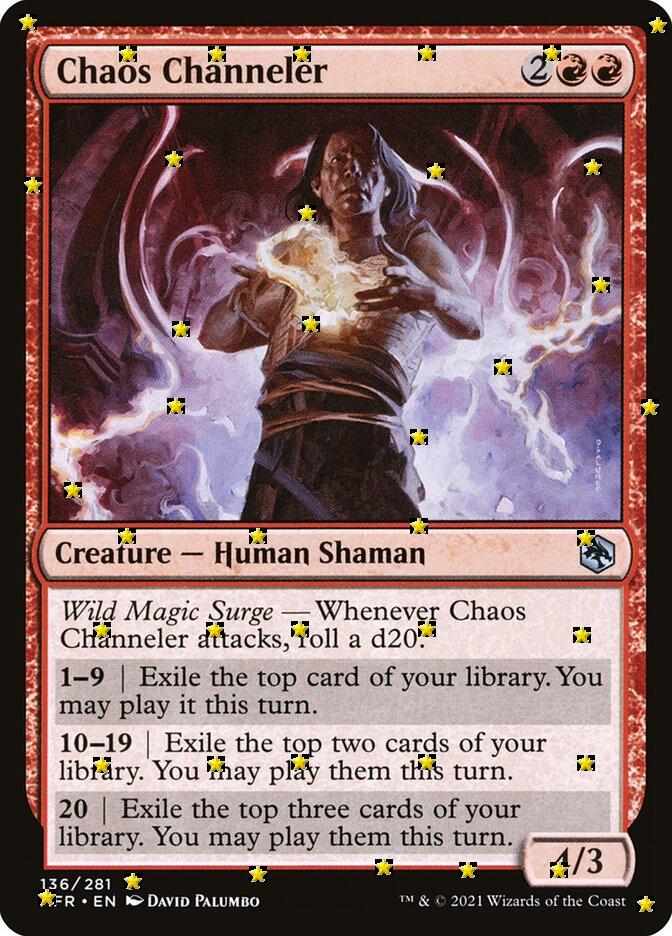 Chaos Channeler 2
Creature — Human Shaman
Wild Magic Surge — Whenever Chaos
Channeler attacks, roll a d20.
1–9 | Exile the top card of your library. You
may play it this turn.
10–19 | Exile the top two cards of your
library. You may play them this turn.
20 | Exile the top three cards of your
library. You may play them this turn.
4/3
136/281
AFR • EN David Palumbo
™ & © 2021 Wizards of the Coast